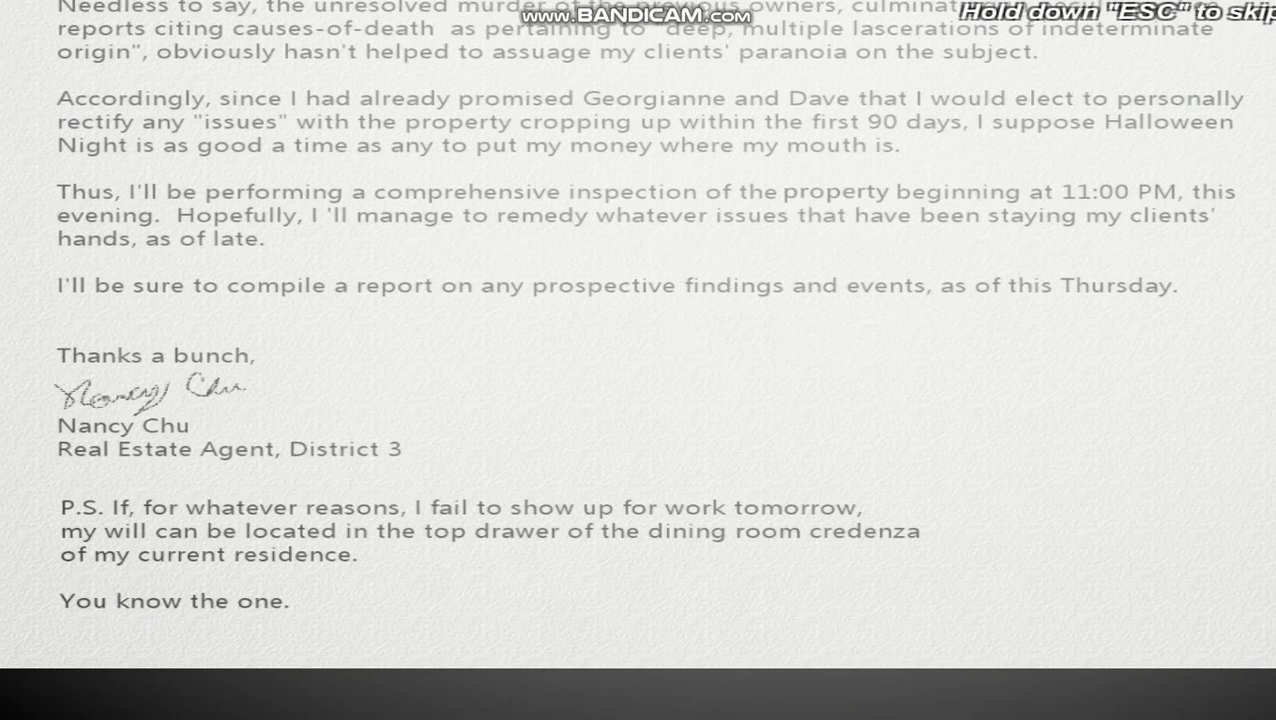 Needless to say, the unresolved murder of the owners,
www.BANDICAM.com
Hold down "ESC" to skip
reports citing causes-of-death as pertaining to "deep, multiple lascerations of indeterminate
origin", obviously hasn't helped to assuage my clients' paranoia on the subject.
Accordingly, since I had already promised Georgianne and Dave that I would elect to personally
rectify any "issues" with the property cropping up within the first 90 days, I suppose Halloween
Night is as good a time as any to put my money where my mouth is.
Thus, I'll be performing a comprehensive inspection of the property beginning at 11:00 PM, this
evening. Hopefully, I 'll manage to remedy whatever issues that have been staying my clients'
hands, as of late.
I'll be sure to compile a report on any prospective findings and events, as of this Thursday.
Thanks a bunch,
Nancy Chu
Nancy Chu
Real Estate Agent, District 3
P.S. If, for whatever reasons, I fail to show up for work tomorrow,
my will can be located in the top drawer of the dining room credenza
of my current residence.
You know the one.